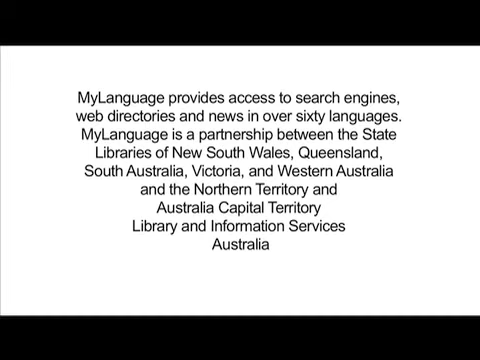 MyLanguage provides access to search engines,
web directories and news in over sixty languages.
MyLanguage is a partnership between the State
Libraries of New South Wales, Queensland,
South Australia, Victoria, and Western Australia
and the Northern Territory and
Australia Capital Territory
Library and Information Services
Australia